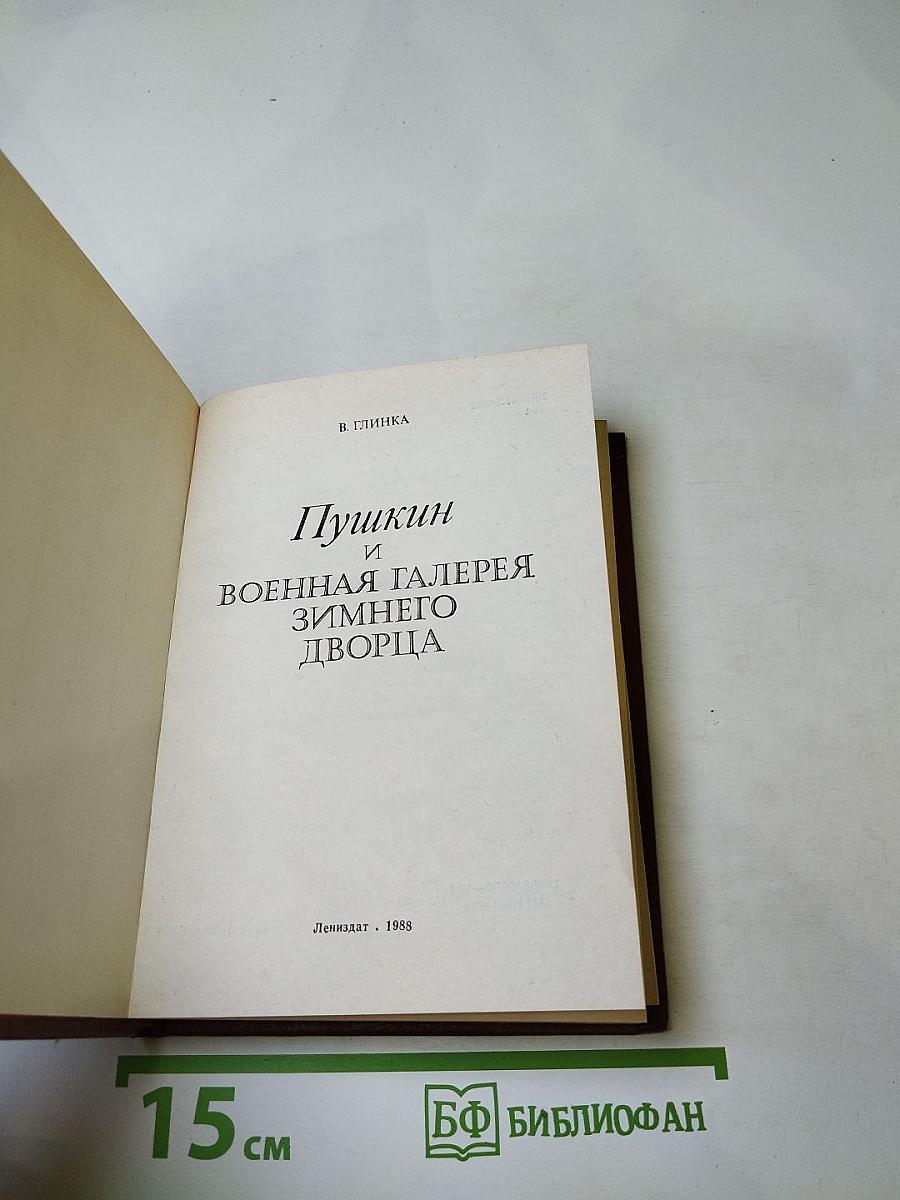 В. ГЛИНКА
Пушкин
И
ВОЕННАЯ ГАЛЕРЕЯ
ЗИМНЕГО
ДВОРЦА
Лениздат . 1988
15 см
БФ БИБЛИОФАН